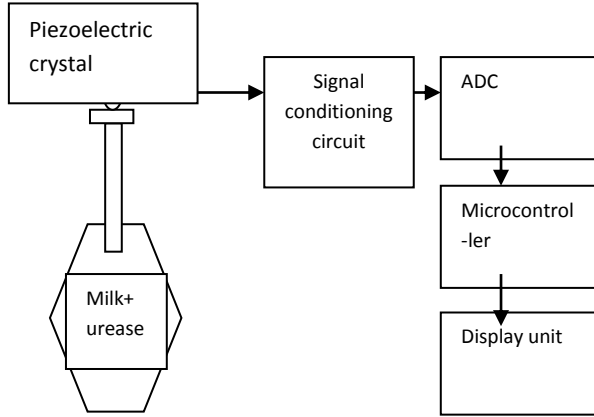 Piezoelectric
crystal
Signal
conditioning
circuit
ADC
Microcontrol
-ler
Display unit
Milk+
urease